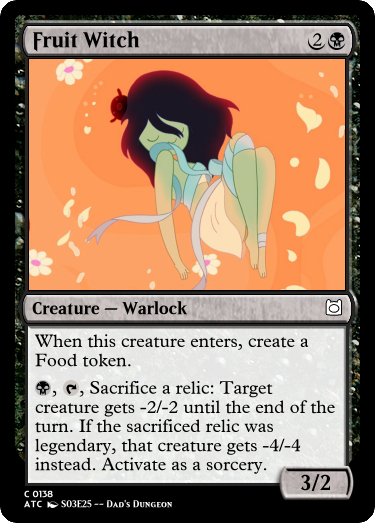 Fruit Witch 2
Creature — Warlock
When this creature enters, create a
Food token.
, , Sacrifice a relic: Target
creature gets -2/-2 until the end of the
turn. If the sacrificed relic was
legendary, that creature gets -4/-4
instead. Activate as a sorcery.
3/2
C 0138
ATC S03E25 -- Dad's Dungeon